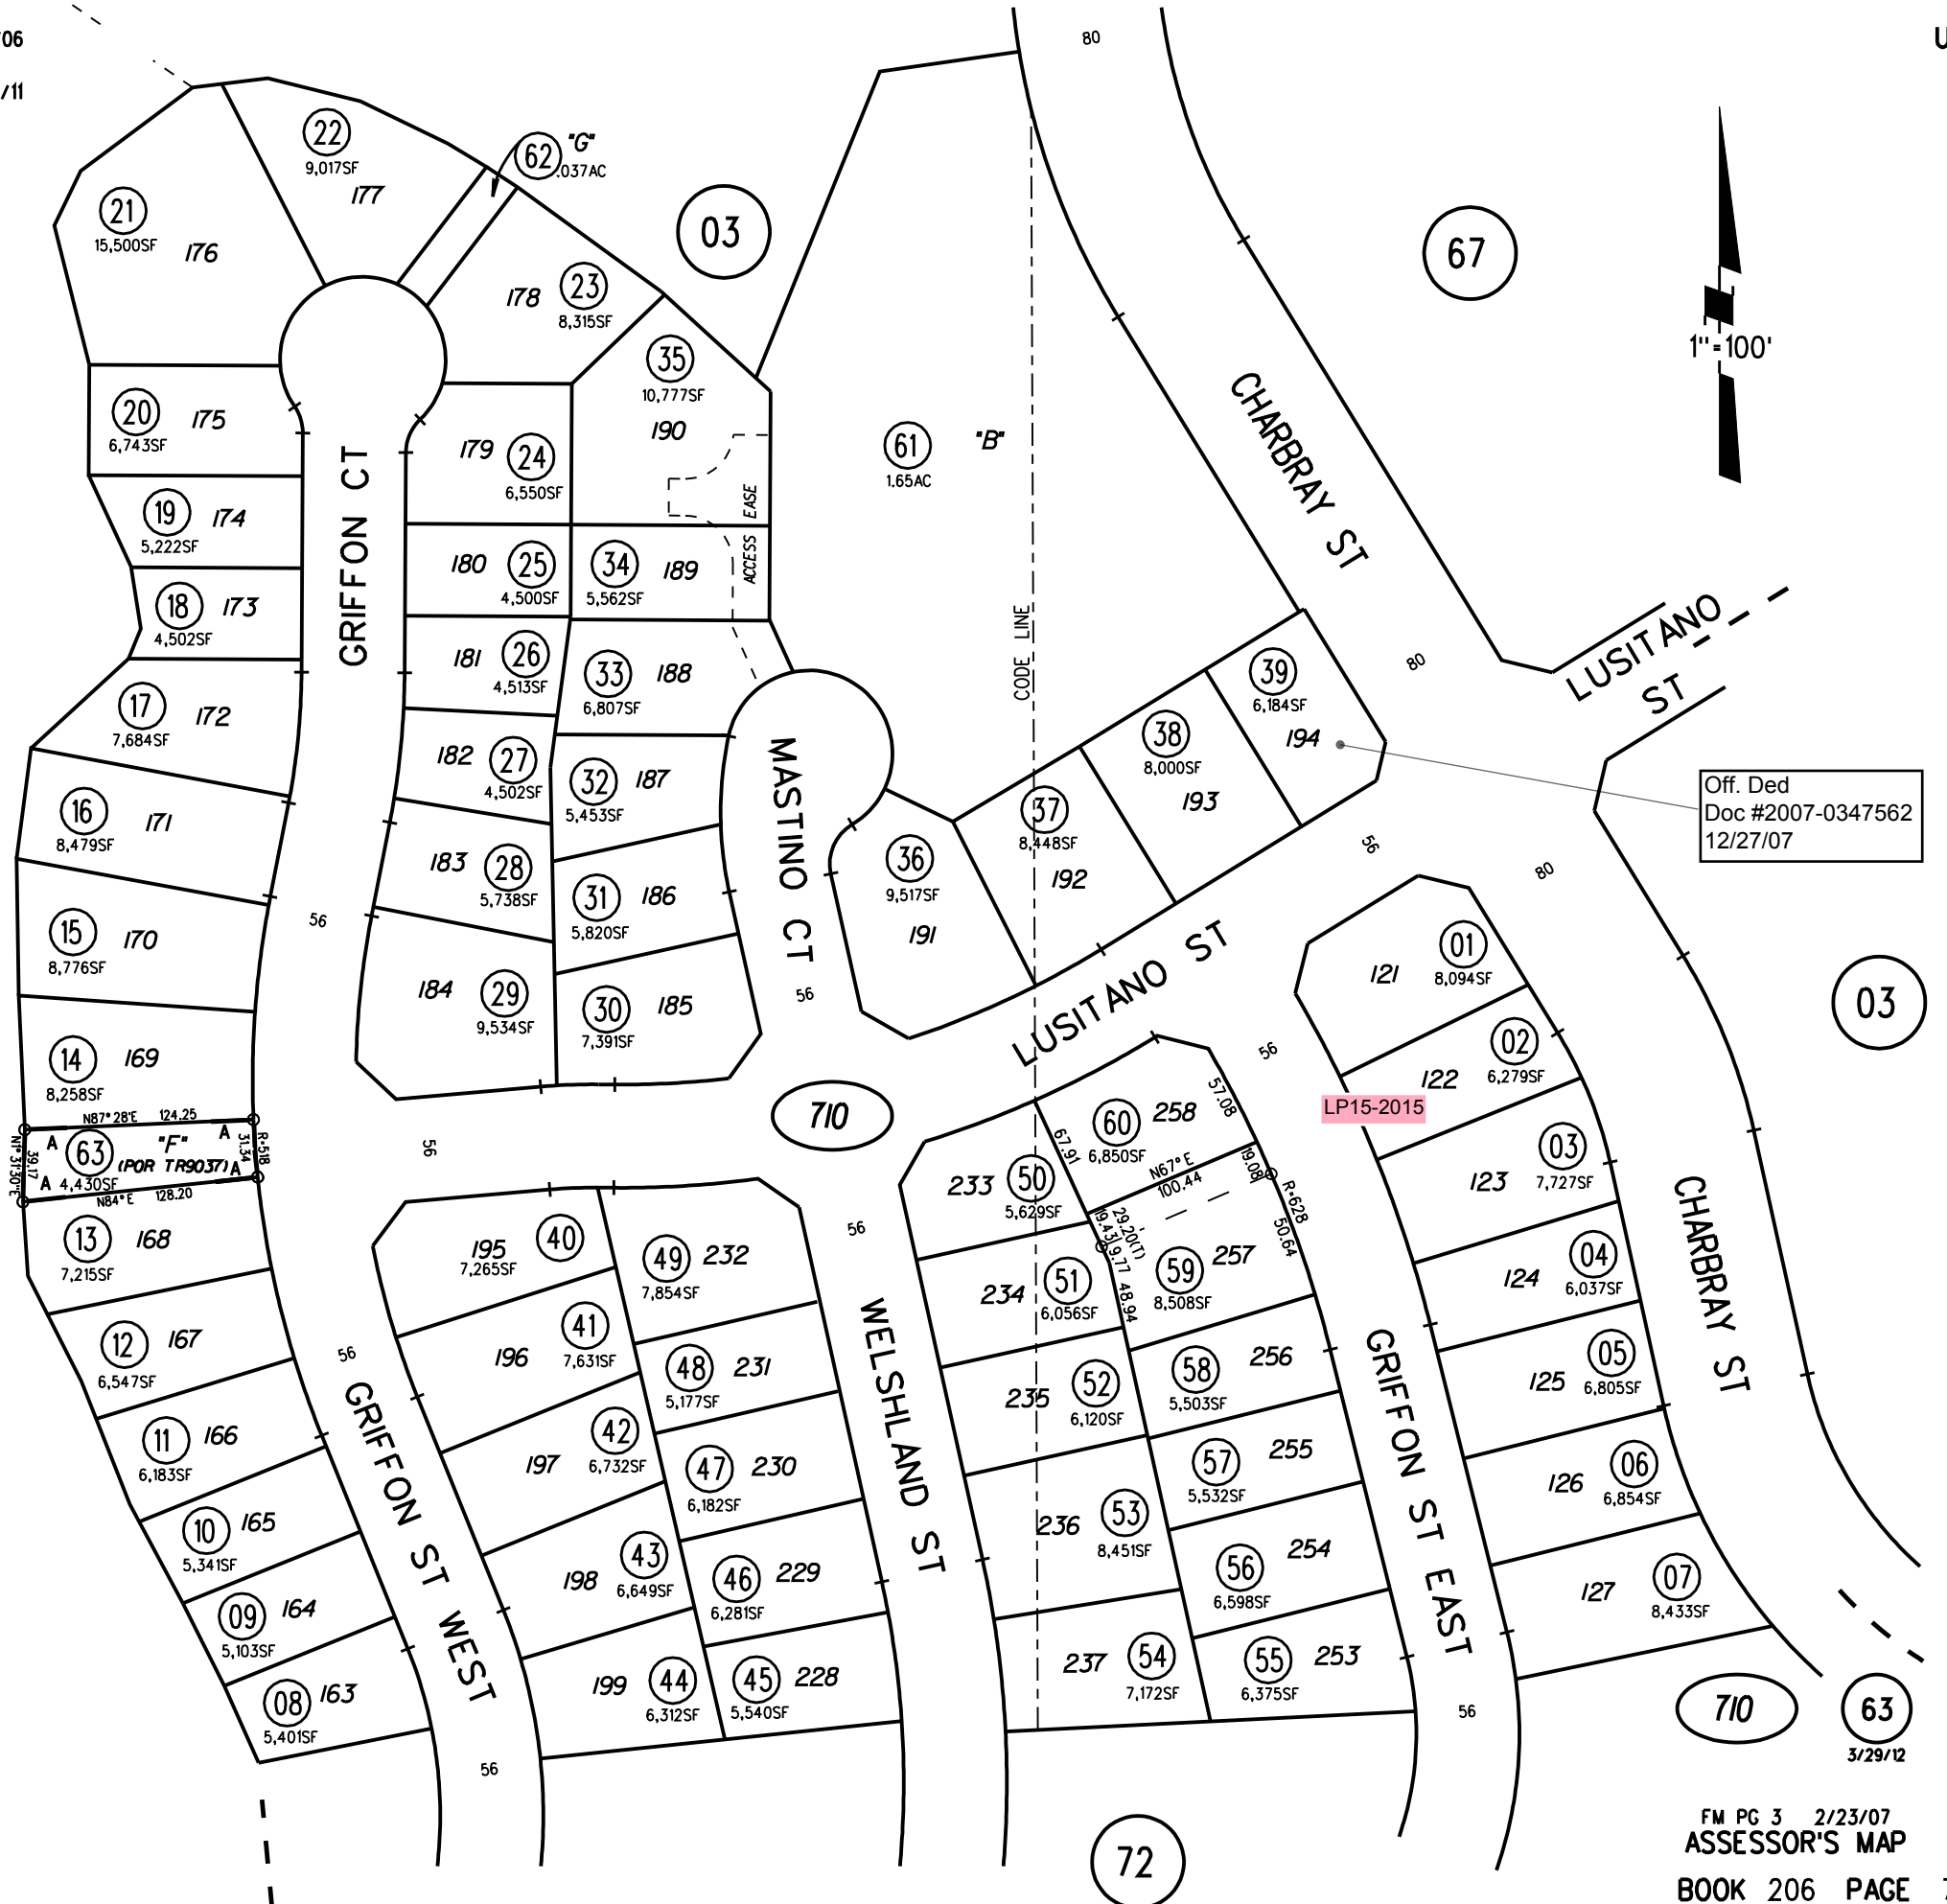 /06
/11
U
80
22
9,017SF
177
62
"G"
.037AC
03
67
21
15,500SF
176
178
23
8,315SF
1"=100'
35
10,777SF
190
20
6,743SF
175
179
24
6,550SF
61
1.65AC
"B"
CHARBRAY ST
GRIFFON CT
19
5,222SF
174
ACCESS EASE
180
25
4,500SF
34
5,562SF
189
18
4,502SF
173
CODE LINE
LUSITANO
ST
80
181
26
4,513SF
33
6,807SF
188
39
6,184SF
194
17
7,684SF
172
38
8,000SF
193
182
27
4,502SF
32
5,453SF
187
MASTINO CT
Off. Ded
Doc #2007-0347562
12/27/07
16
8,479SF
171
37
8,448SF
192
56
183
28
5,738SF
31
5,820SF
186
36
9,517SF
191
80
56
15
8,776SF
170
LUSITANO ST
121
01
8,094SF
03
184
29
9,534SF
30
7,391SF
185
56
56
14
8,258SF
169
02
6,279SF
122
710
LP15-2015
57.08
60
258
6,850SF
67.91
N67°E
100.44
19.08
R=628
50.64
N87°28'E 124.25
"F"
A
A
A
A
63
(POR TR9037)
4,430SF
N1°31'30"E
39.17
31.34
R=518
N84°E 128.20
56
03
7,727SF
123
233
50
5,629SF
13
7,215SF
168
195
40
7,265SF
49
7,854SF
232
56
19.43
29.20(T)
9.77
48.94
59
8,508SF
257
124
04
6,037SF
CHARBRAY ST
234
51
6,056SF
12
6,547SF
167
56
196
41
7,631SF
48
5,177SF
231
WELSHLAND ST
235
52
6,120SF
58
5,503SF
256
GRIFFON ST EAST
125
05
6,805SF
11
6,183SF
166
GRIFFON ST WEST
197
42
6,732SF
47
6,182SF
230
57
5,532SF
255
126
06
6,854SF
10
5,341SF
165
236
53
8,451SF
56
6,598SF
254
198
43
6,649SF
46
6,281SF
229
127
07
8,433SF
09
5,103SF
164
237
54
7,172SF
55
6,375SF
253
199
44
6,312SF
45
5,540SF
228
08
5,401SF
163
56
56
710
63
3/29/12
72
FM PG 3 2/23/07
ASSESSOR'S MAP
BOOK 206 PAGE